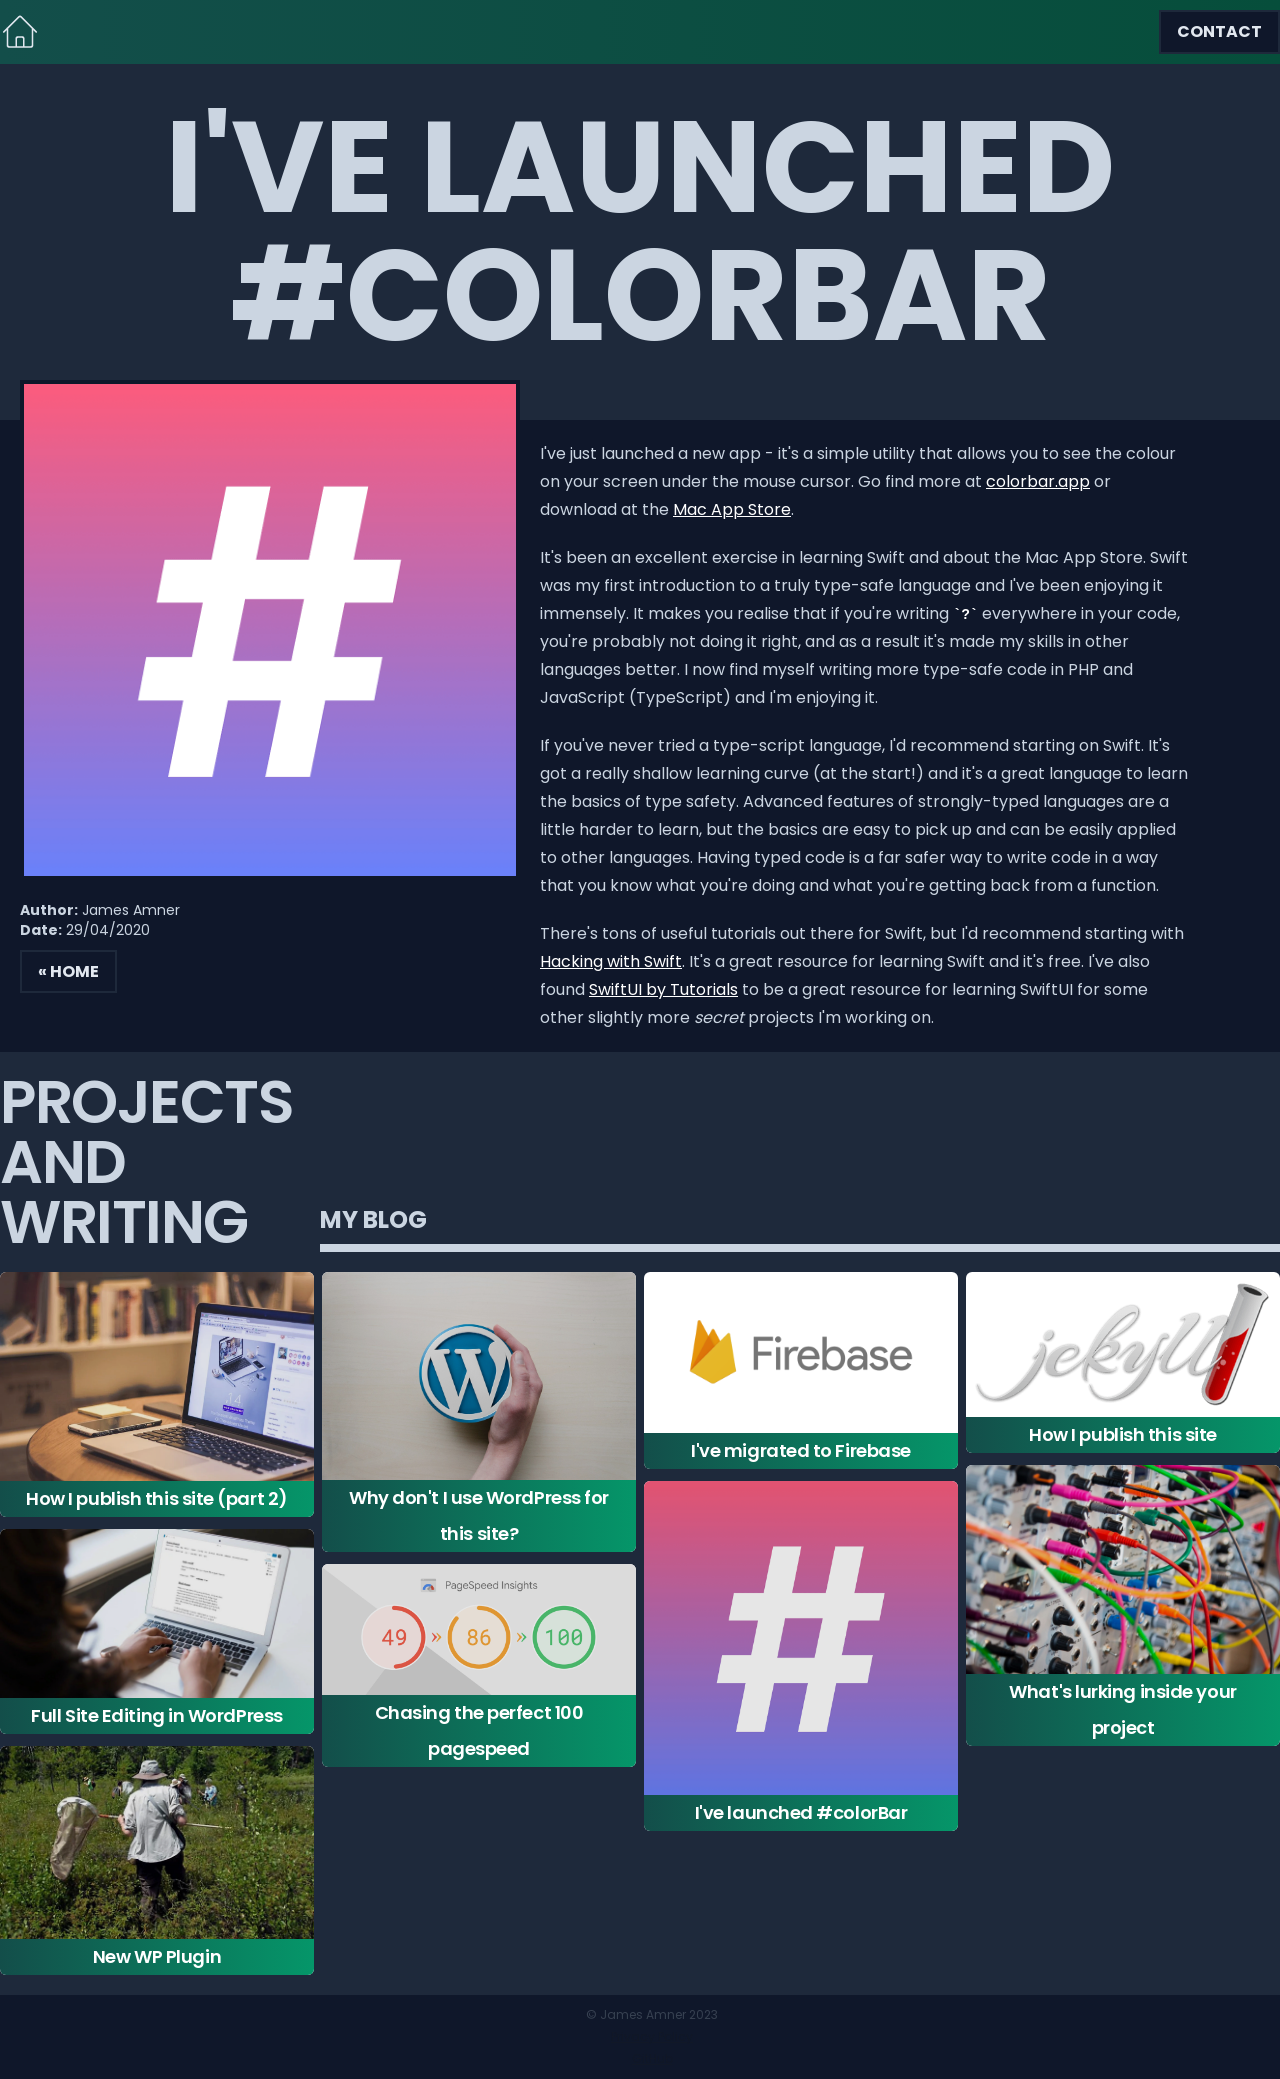 CONTACT
I'VE LAUNCHED
#COLORBAR
#
I've just launched a new app - it's a simple utility that allows you to see the colour
on your screen under the mouse cursor. Go find more at colorbar.app or
download at the Mac App Store.
It's been an excellent exercise in learning Swift and about the Mac App Store. Swift
was my first introduction to a truly type-safe language and I've been enjoying it
immensely. It makes you realise that if you're writing `?` everywhere in your code,
you're probably not doing it right, and as a result it's made my skills in other
languages better. I now find myself writing more type-safe code in PHP and
JavaScript (TypeScript) and I'm enjoying it.
If you've never tried a type-script language, I'd recommend starting on Swift. It's
got a really shallow learning curve (at the start!) and it's a great language to learn
the basics of type safety. Advanced features of strongly-typed languages are a
little harder to learn, but the basics are easy to pick up and can be easily applied
to other languages. Having typed code is a far safer way to write code in a way
that you know what you're doing and what you're getting back from a function.
There's tons of useful tutorials out there for Swift, but I'd recommend starting with
Hacking with Swift. It's a great resource for learning Swift and it's free. I've also
found SwiftUI by Tutorials to be a great resource for learning SwiftUI for some
other slightly more secret projects I'm working on.
Author: James Amner
Date: 29/04/2020
« HOME
PROJECTS
AND
WRITING
MY BLOG
How I publish this site (part 2)
Full Site Editing in WordPress
New WP Plugin
W
Why don't I use WordPress for
this site?
PageSpeed Insights
49 » 86 » 100
Chasing the perfect 100
pagespeed
Firebase
I've migrated to Firebase
#
I've launched #colorBar
jekyll
How I publish this site
What's lurking inside your
project
© James Amner 2023